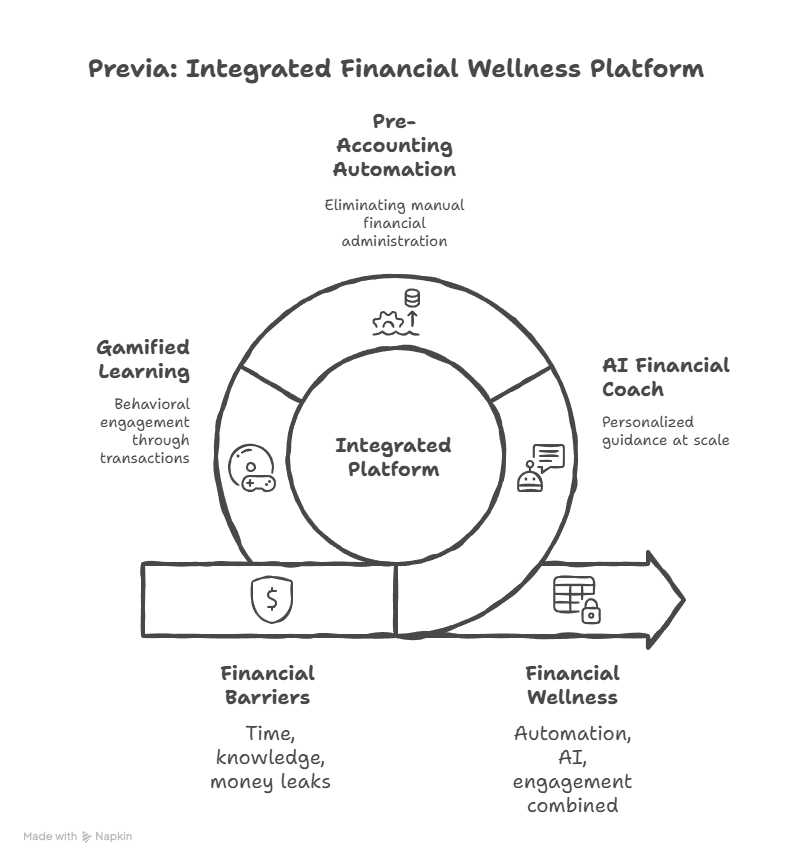 Previa: Integrated Financial Wellness Platform
Pre-
Accounting
Automation
Eliminating manual
financial
administration
Gamified
Learning
Behavioral
engagement
through
transactions
AI Financial
Coach
Personalized
guidance at scale
Integrated
Platform
$
Financial
Barriers
Time,
knowledge,
money leaks
Financial
Wellness
Automation,
AI,
engagement
combined
Made with Napkin